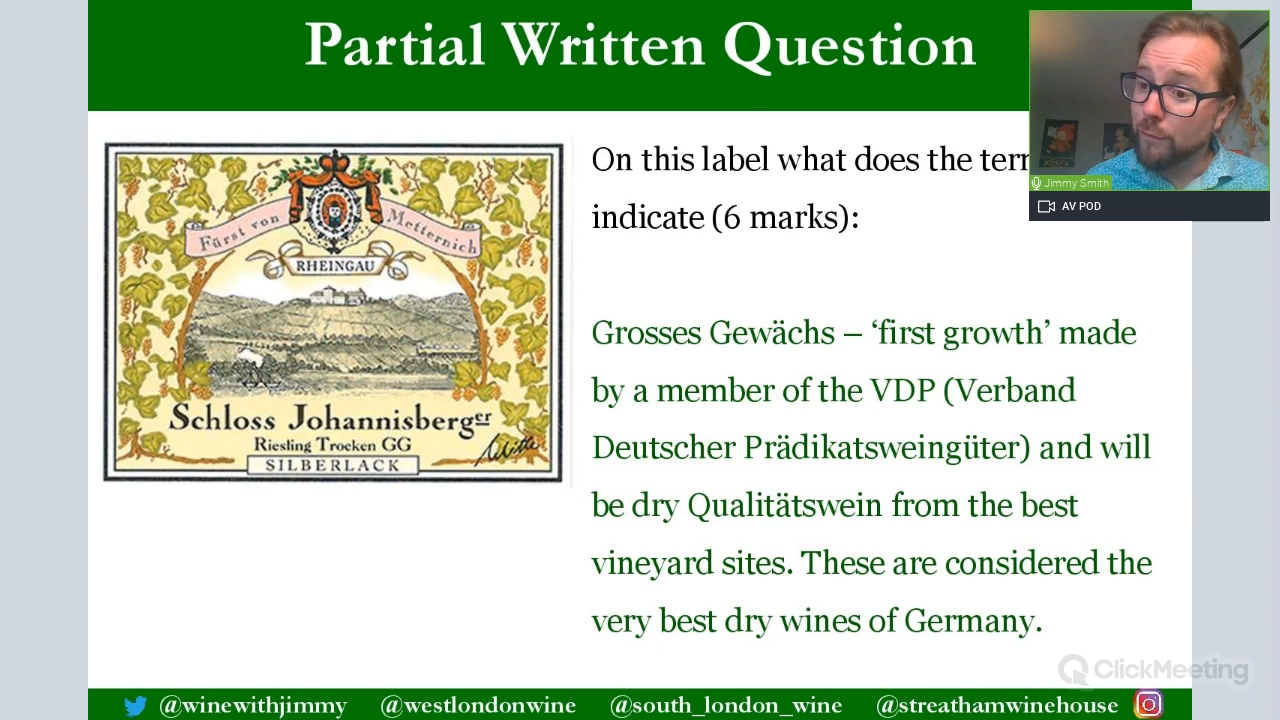 Partial Written Question
On this label what does the
indicate (6 marks):
Grosses Gewächs – ‘first growth’ made
by a member of the VDP (Verband
Deutscher Prädikatsweingüter) and will
be dry Qualitätswein from the best
vineyard sites. These are considered the
very best dry wines of Germany.
Fürst von Metternich
RHEINGAU
Schloss Johannisberger
Riesling Trocken GG
SILBERLACK
Jimmy Smith
AV POD
ClickMeeting
@winewithjimmy @westlondonwine @south_london_wine @streathamwinehouse